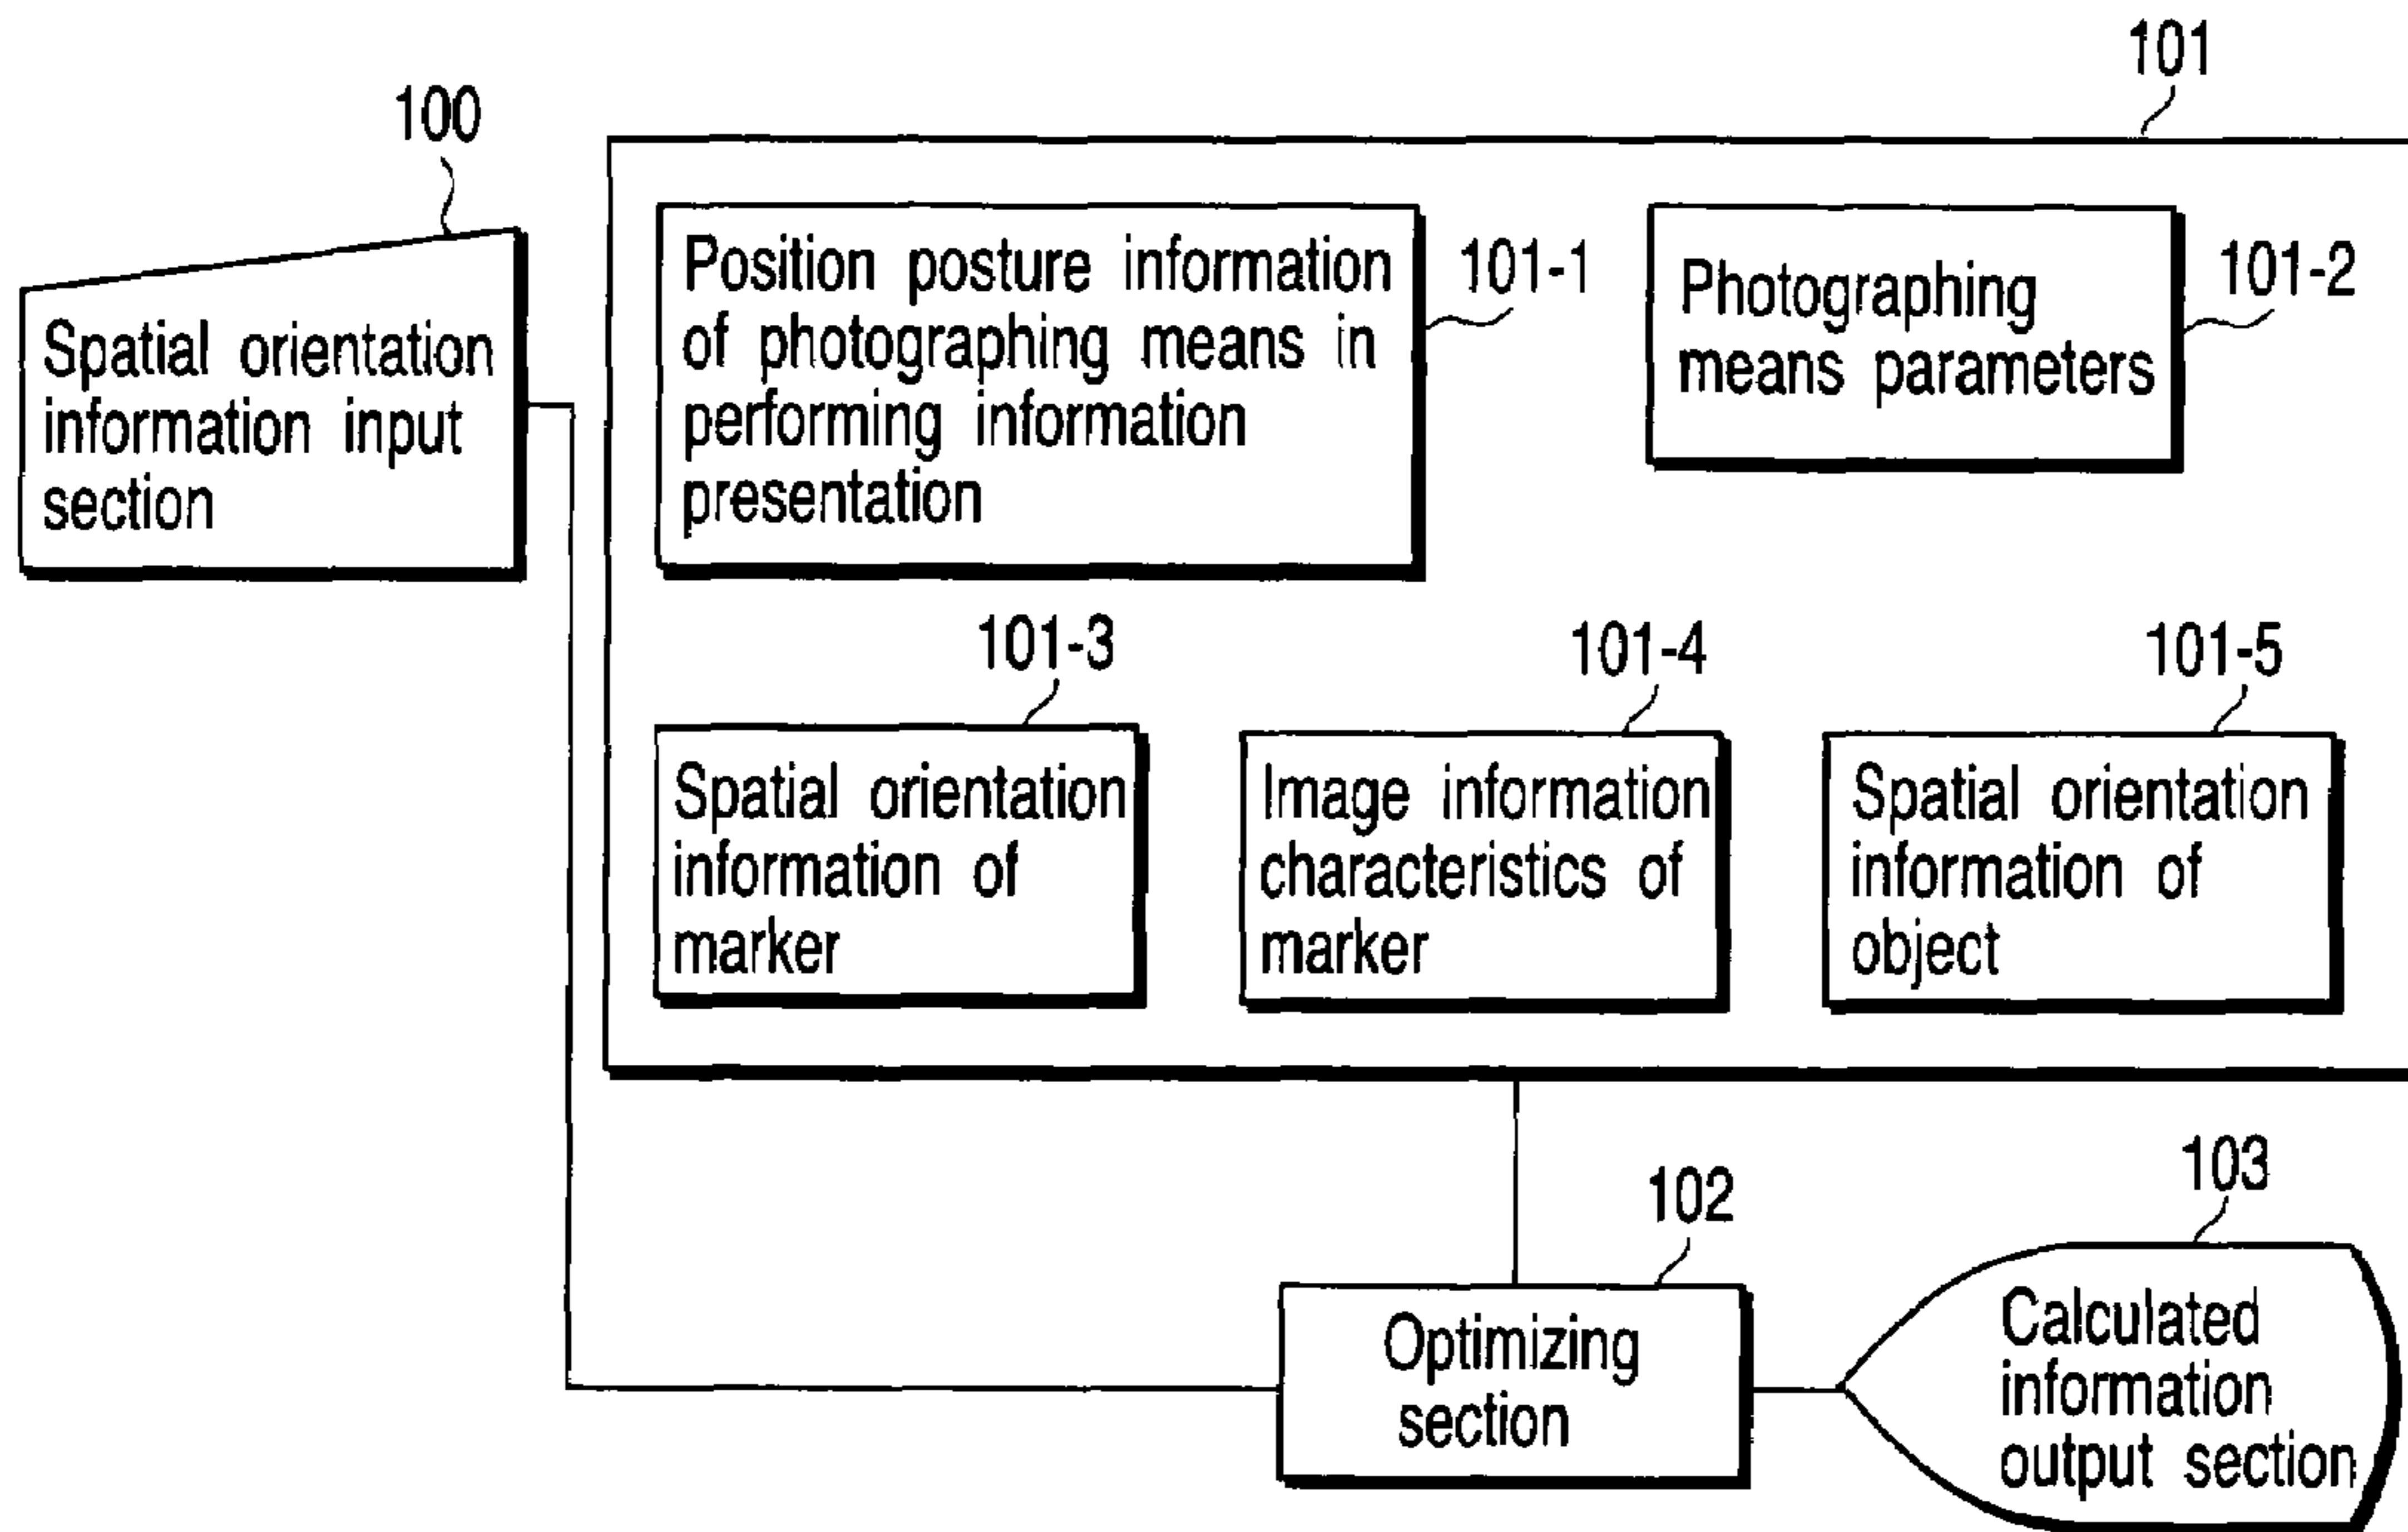 101
100
Position posture information
of photographing means in
performing information
presentation
101-1
Photographing
means parameters
101-2
Spatial orientation
information input
section
101-3
101-4
101-5
Spatial orientation
information of
marker
Image information
characteristics of
marker
Spatial orientation
information of
object
102
103
Optimizing
section
Calculated
information
output section